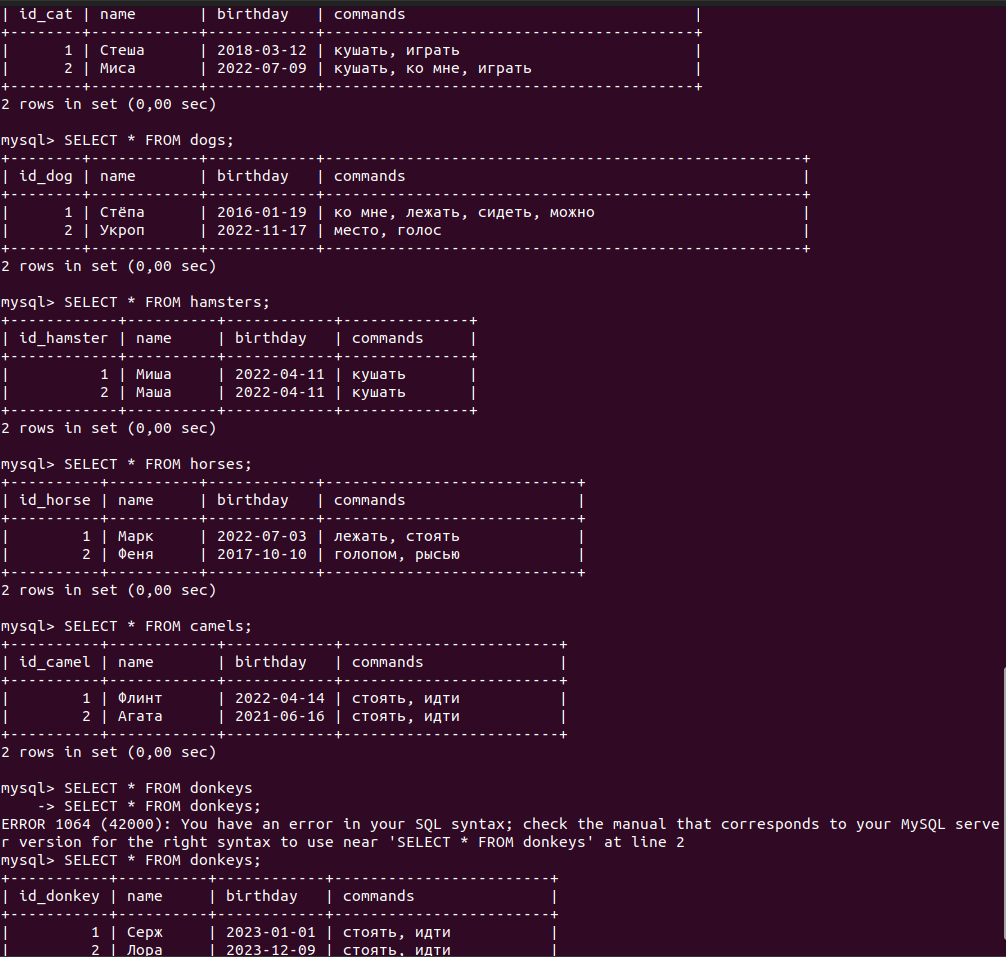 | id_cat | name       | birthday   | commands                                |
+--------+------------+------------+-----------------------------------------+
|      1 | Стеша      | 2018-03-12 | кушать, играть                          |
|      2 | Миса       | 2022-07-09 | кушать, ко мне, играть                  |
+--------+------------+------------+-----------------------------------------+
2 rows in set (0,00 sec)
mysql> SELECT * FROM dogs;
+--------+------------+------------+-----------------------------------------------------+
| id_dog | name       | birthday   | commands                                            |
+--------+------------+------------+-----------------------------------------------------+
|      1 | Стёпа      | 2016-01-19 | ко мне, лежать, сидеть, можно                       |
|      2 | Укроп      | 2022-11-17 | место, голос                                        |
+--------+------------+------------+-----------------------------------------------------+
2 rows in set (0,00 sec)
mysql> SELECT * FROM hamsters;
+------------+----------+------------+--------------+
| id_hamster | name     | birthday   | commands     |
+------------+----------+------------+--------------+
|          1 | Миша     | 2022-04-11 | кушать       |
|          2 | Маша     | 2022-04-11 | кушать       |
+------------+----------+------------+--------------+
2 rows in set (0,00 sec)
mysql> SELECT * FROM horses;
+----------+----------+------------+----------------------------+
| id_horse | name     | birthday   | commands                   |
+----------+----------+------------+----------------------------+
|        1 | Марк     | 2022-07-03 | лежать, стоять             |
|        2 | Феня     | 2017-10-10 | голопом, рысью             |
+----------+----------+------------+----------------------------+
2 rows in set (0,00 sec)
mysql> SELECT * FROM camels;
+----------+------------+------------+------------------------+
| id_camel | name       | birthday   | commands               |
+----------+------------+------------+------------------------+
|        1 | Флинт      | 2022-04-14 | стоять, идти           |
|        2 | Агата      | 2021-06-16 | стоять, идти           |
+----------+------------+------------+------------------------+
2 rows in set (0,00 sec)
mysql> SELECT * FROM donkeys
    -> SELECT * FROM donkeys;
ERROR 1064 (42000): You have an error in your SQL syntax; check the manual that corresponds to your MySQL serve
r version for the right syntax to use near 'SELECT * FROM donkeys' at line 2
mysql> SELECT * FROM donkeys;
+-----------+----------+------------+------------------------+
| id_donkey | name     | birthday   | commands               |
+-----------+----------+------------+------------------------+
|         1 | Серж     | 2023-01-01 | стоять, идти           |
|         2 | Лора     | 2023-12-09 | стоять, идти           |